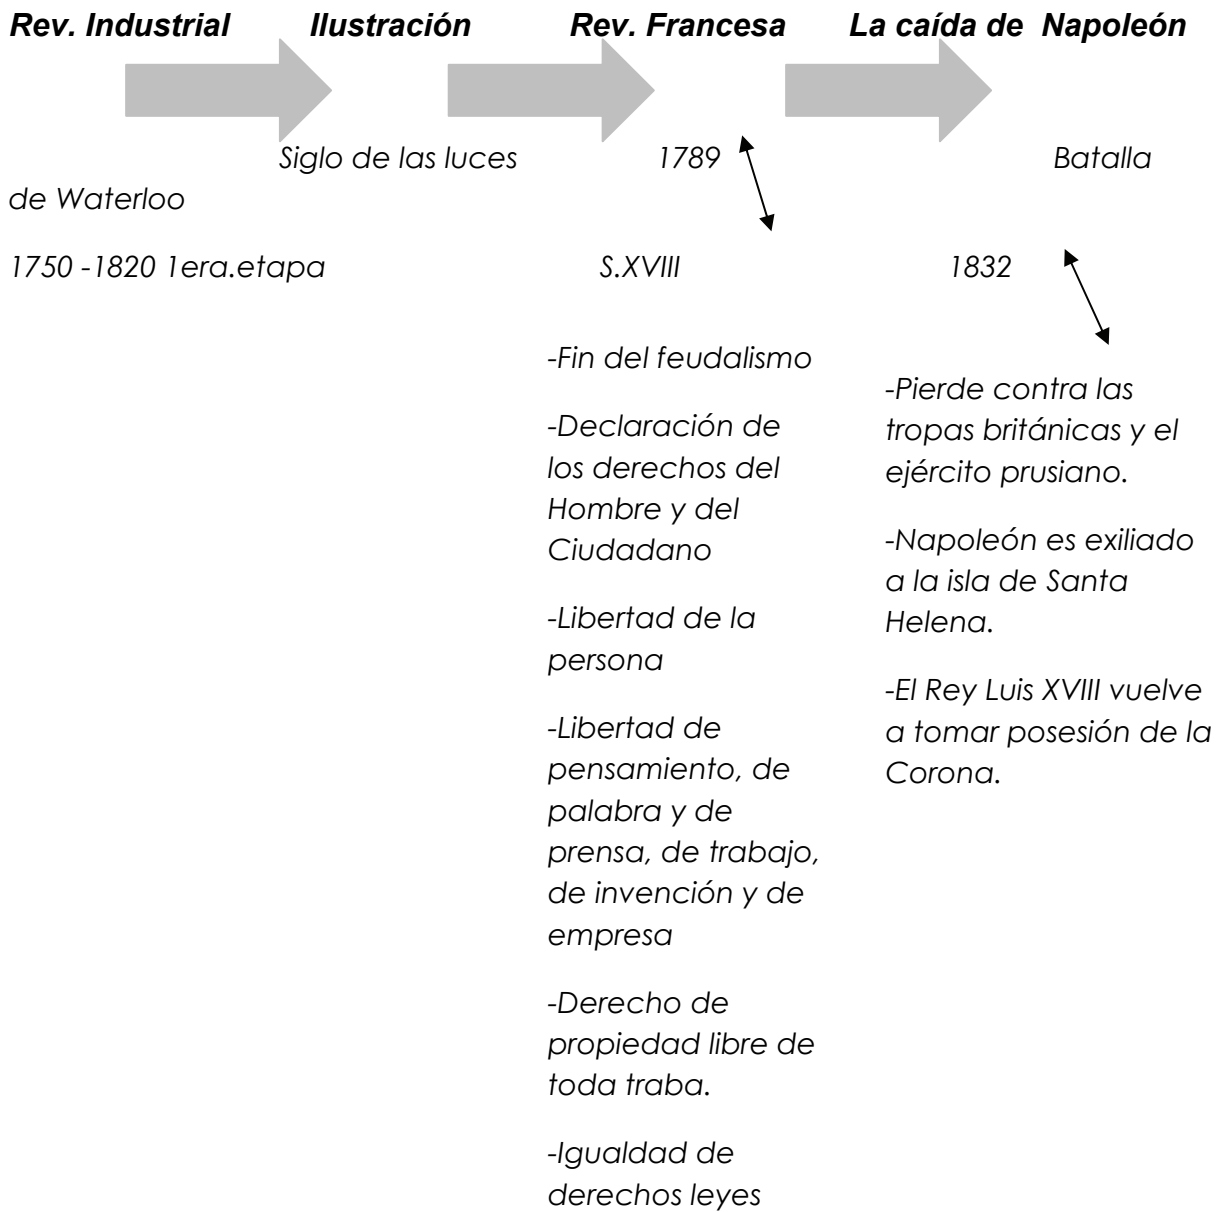 Rev. Industrial Ilustración Rev. Francesa La caída de Napoleón
Siglo de las luces 1789 Batalla
de Waterloo
1750 -1820 1era.etapa S.XVIII 1832
-Fin del feudalismo
-Declaración de
los derechos del
Hombre y del
Ciudadano
-Libertad de la
persona
-Libertad de
pensamiento, de
palabra y de
prensa, de trabajo,
de invención y de
empresa
-Derecho de
propiedad libre de
toda traba.
-Igualdad de
derechos leyes
-Pierde contra las
tropas británicas y el
ejército prusiano.
-Napoleón es exiliado
a la isla de Santa
Helena.
-El Rey Luis XVIII vuelve
a tomar posesión de la
Corona.